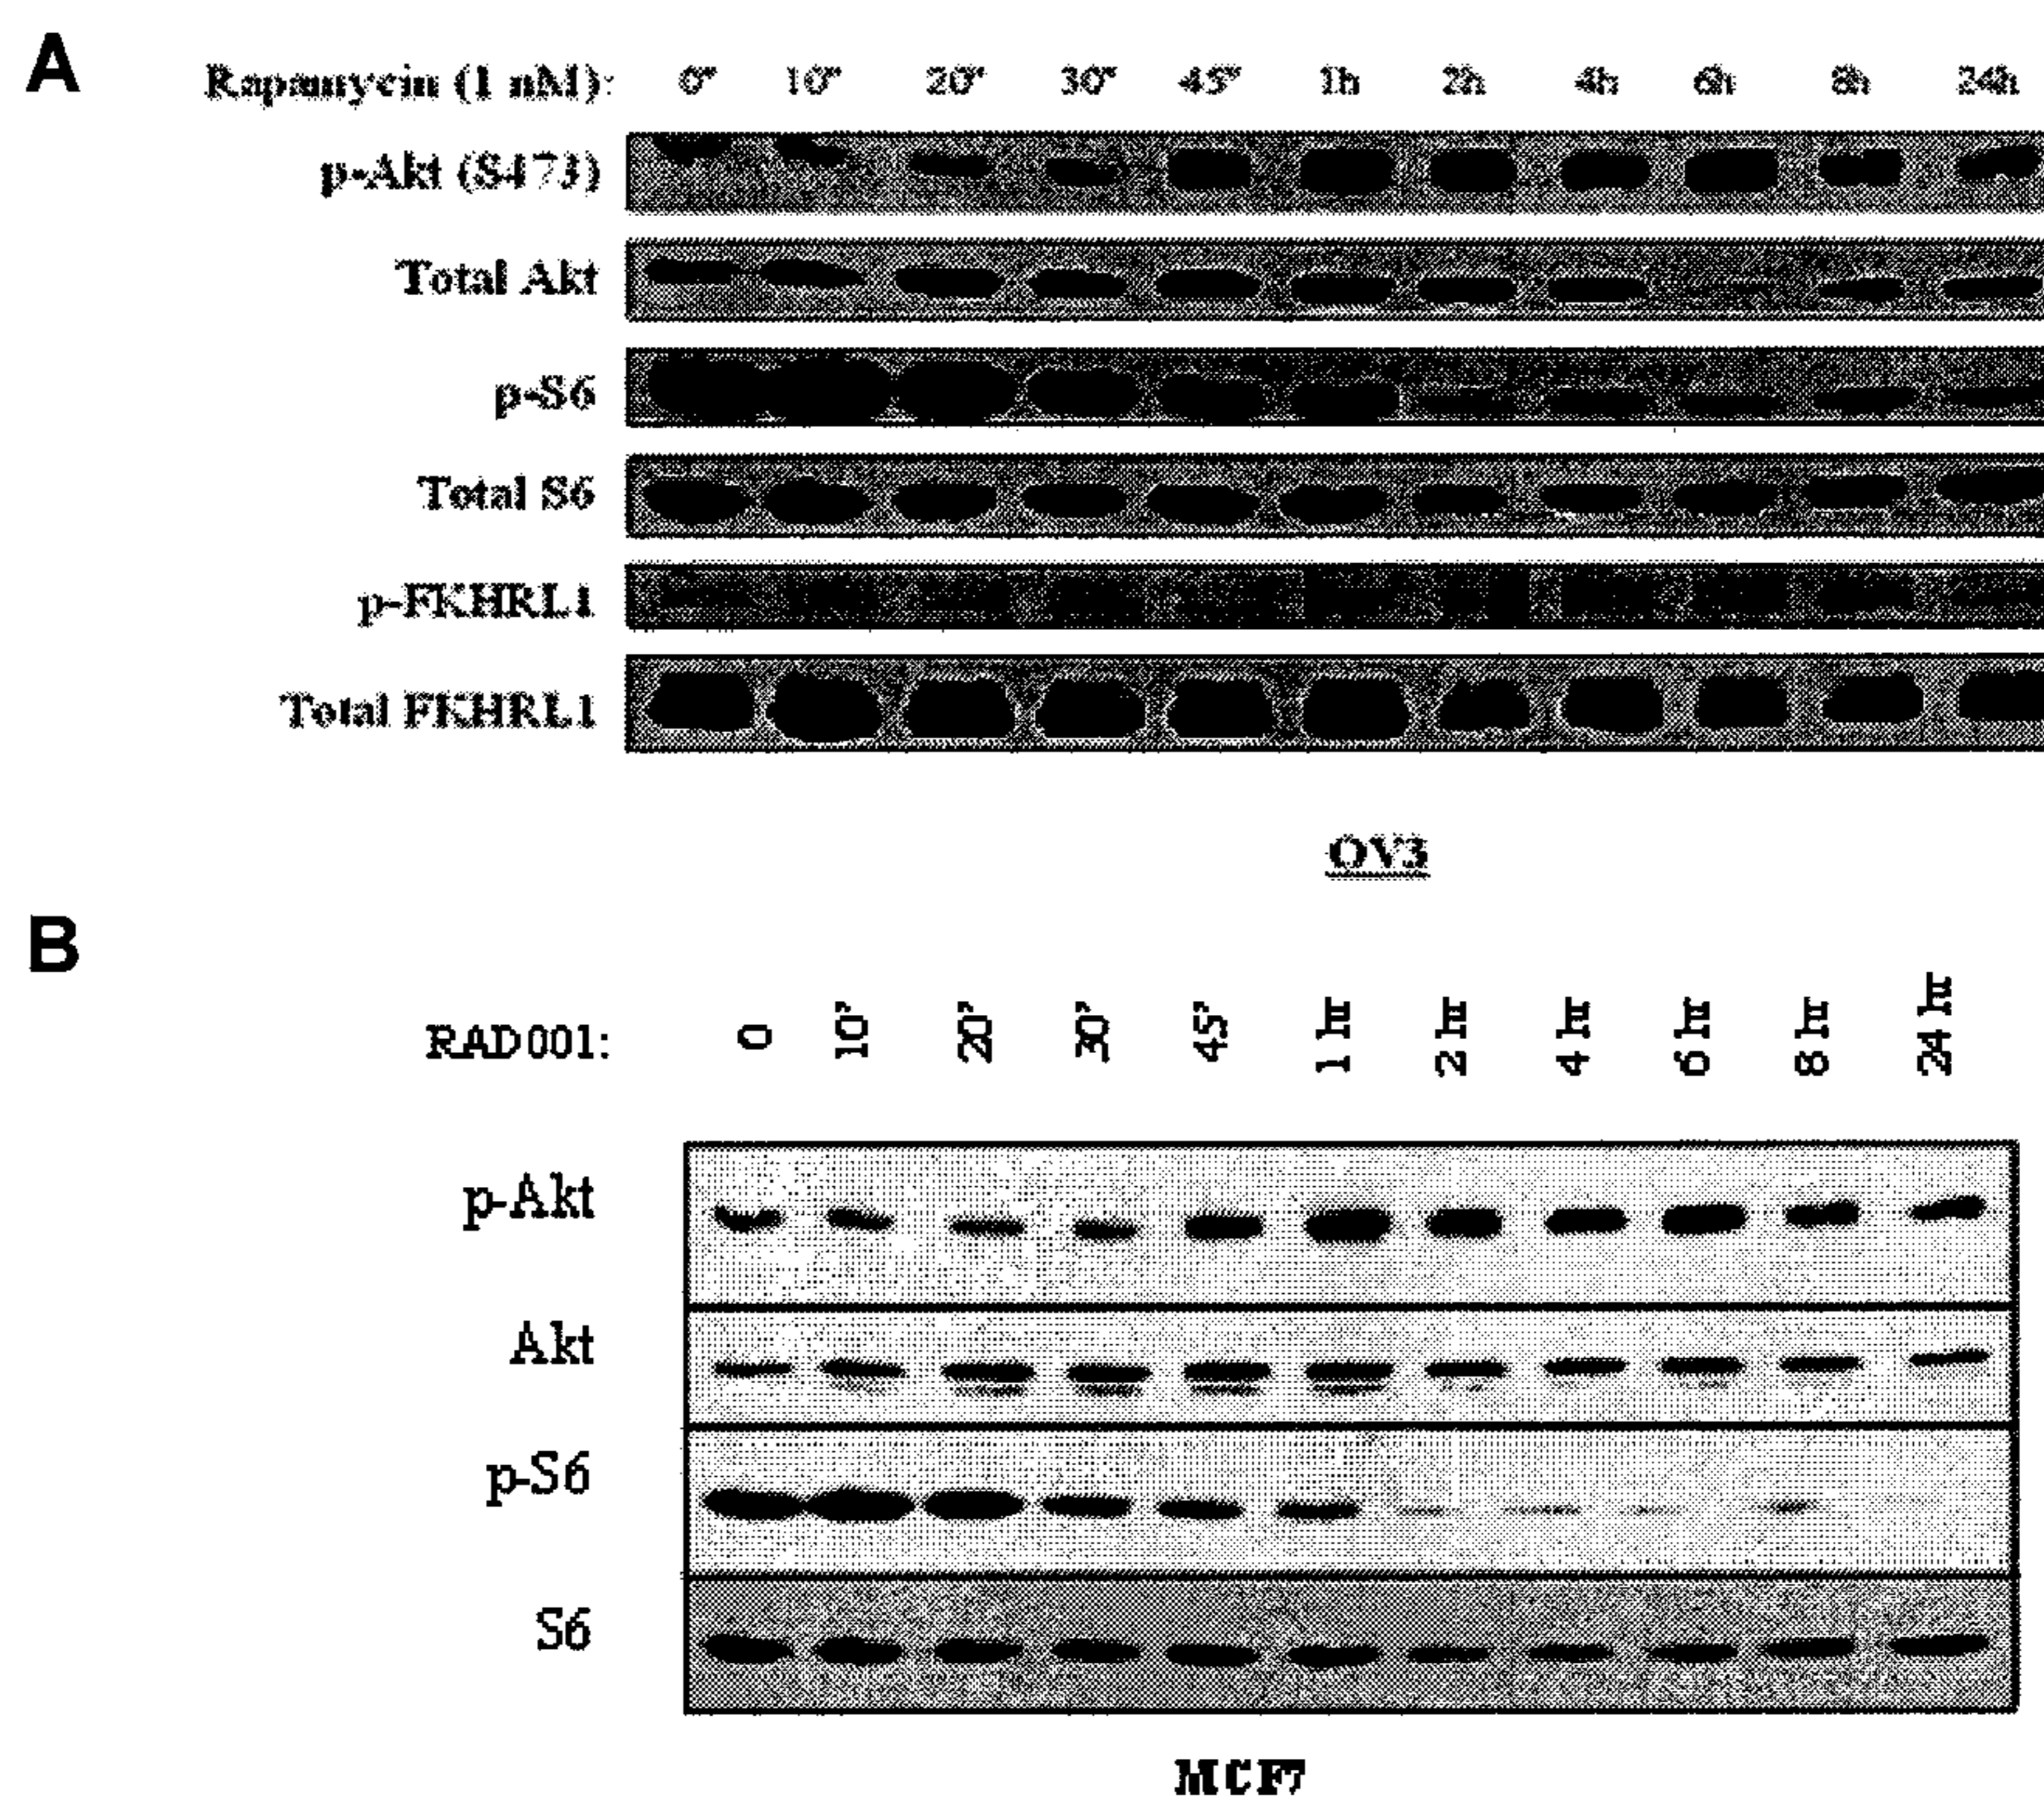 A
Rapamycin (1 nM): 0" 10" 20" 30" 45" 1h 2h 4h 6h 8h 24h
p-Akt (S473)
Total Akt
p-S6
Total S6
p-FKHRL1
Total FKHRL1
OV3
B
RAD001: 0 10' 20' 30' 45' 1 hr 2 hr 4 hr 6 hr 8 hr 24 hr
p-Akt
Akt
p-S6
S6
MCF7